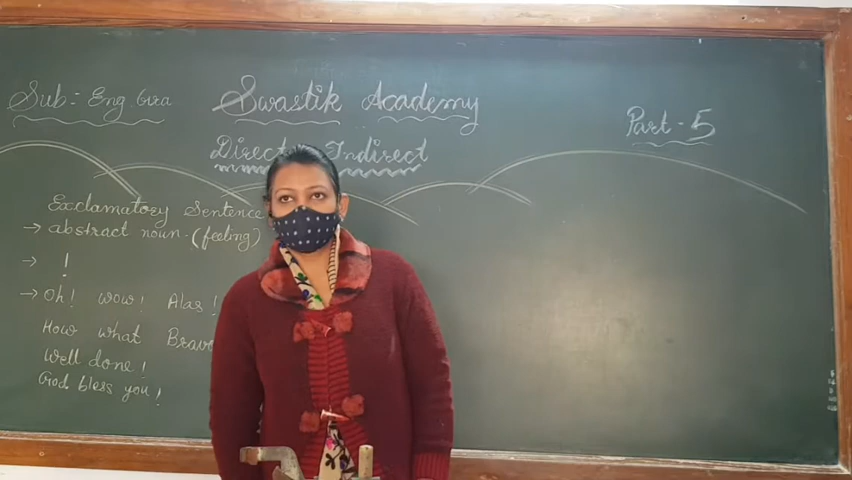 Sub:- Eng Gra
Swastik Academy
Part-5
Direct Indirect
Exclamatory Sentence
→ abstract noun - (feeling)
→ !
→ Oh! wow! Alas!
How what Bravo
Well done!
God bless you!